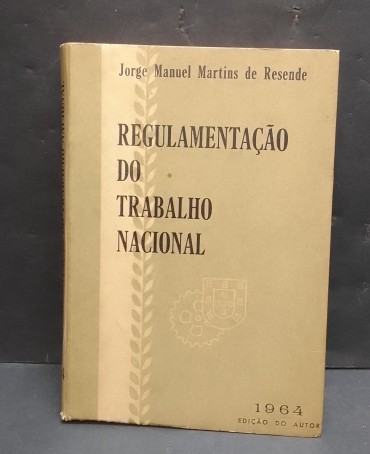 Jorge Manuel Martins de Resende
REGULAMENTAÇÃO
DO
TRABALHO
NACIONAL
1964
EDIÇÃO DO AUTOR